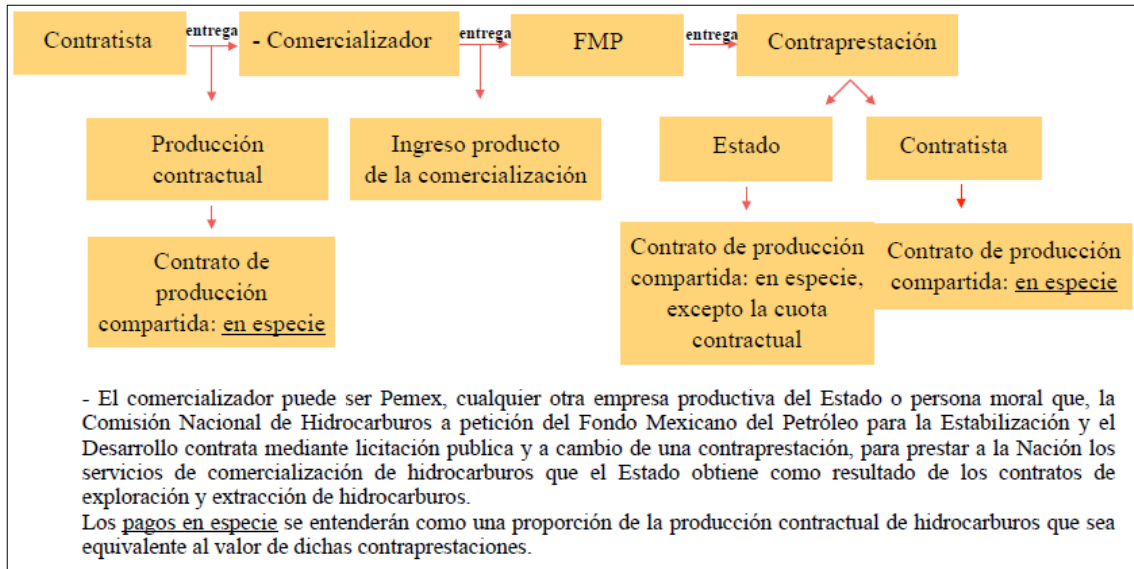 Contratista
entrega
- Comercializador
entrega
FMP
entrega
Contraprestación
Producción
contractual
Ingreso producto
de la comercialización
Estado
Contratista
Contrato de
producción
compartida: en especie
Contrato de producción
compartida: en especie,
excepto la cuota
contractual
Contrato de producción
compartida: en especie
- El comercializador puede ser Pemex, cualquier otra empresa productiva del Estado o persona moral que, la
Comisión Nacional de Hidrocarburos a petición del Fondo Mexicano del Petróleo para la Estabilización y el
Desarrollo contrata mediante licitación publica y a cambio de una contraprestación, para prestar a la Nación los
servicios de comercialización de hidrocarburos que el Estado obtiene como resultado de los contratos de
exploración y extracción de hidrocarburos.
Los pagos en especie se entenderán como una proporción de la producción contractual de hidrocarburos que sea
equivalente al valor de dichas contraprestaciones.